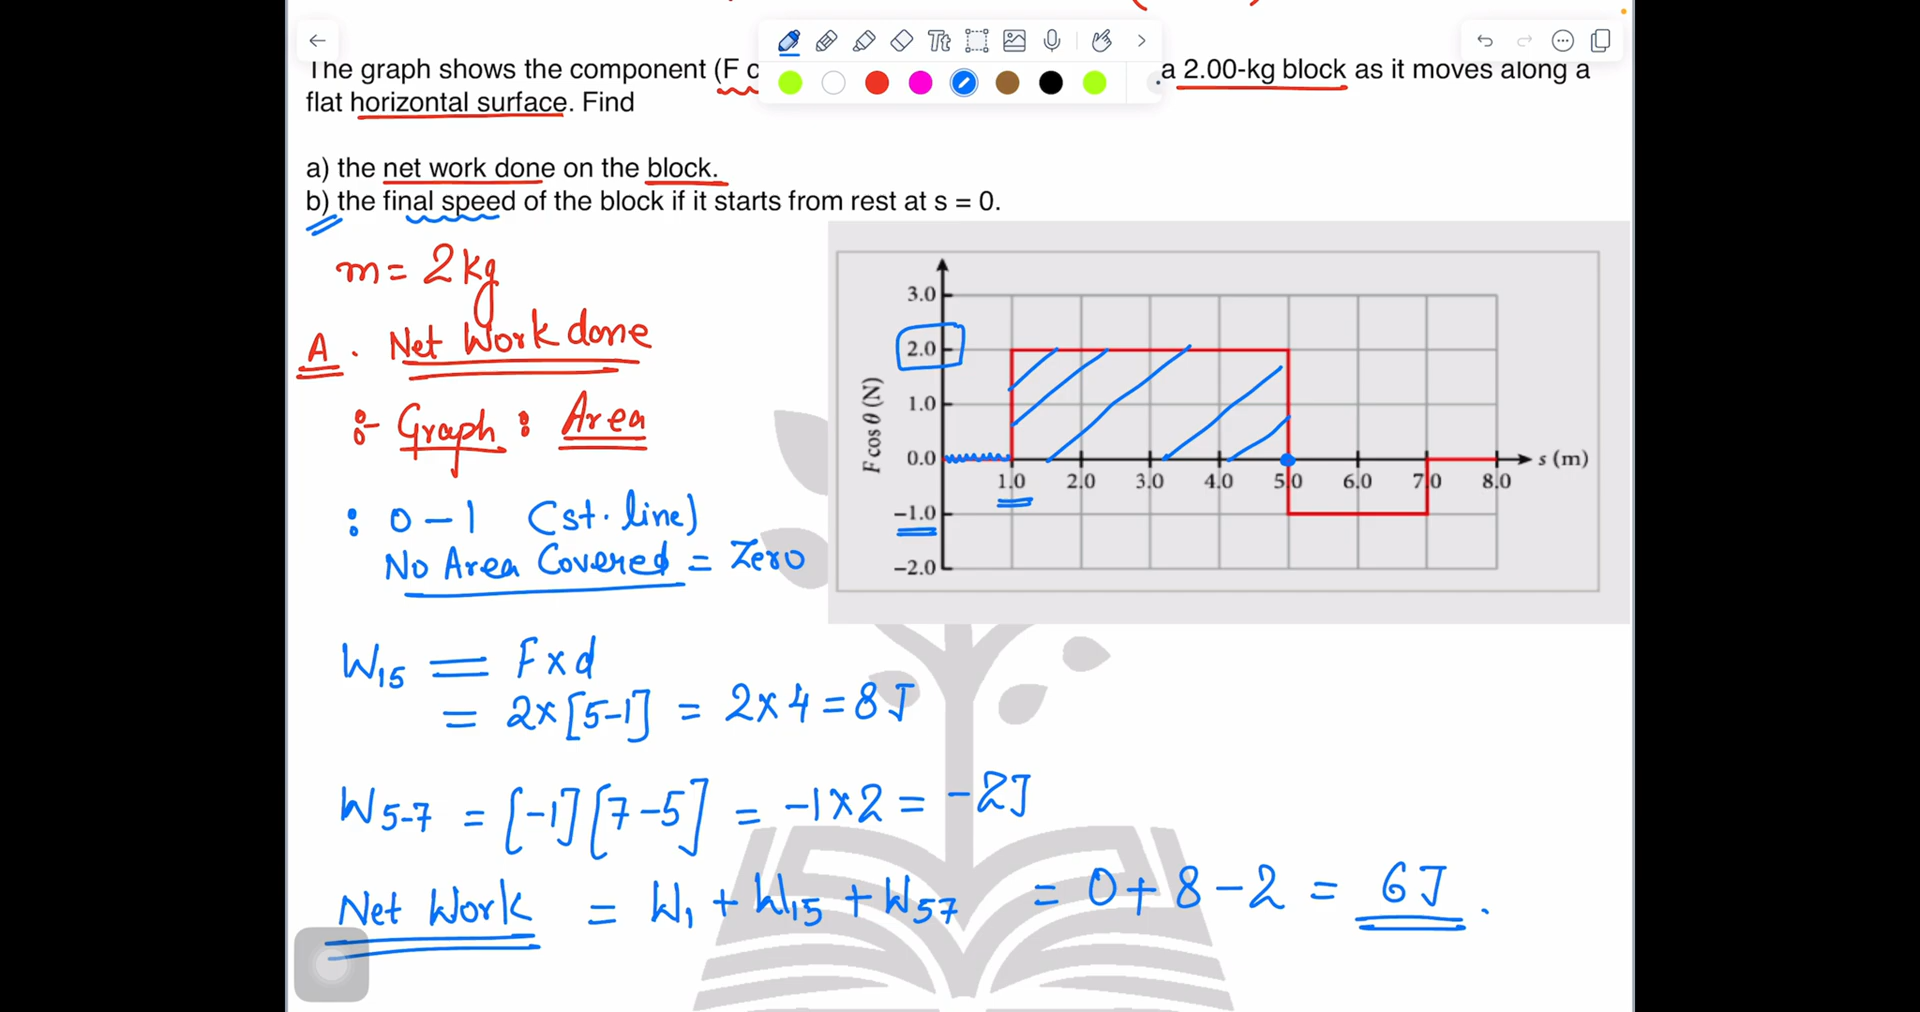 The graph shows the component (F c a 2.00-kg block as it moves along a
flat horizontal surface. Find
a) the net work done on the block.
b) the final speed of the block if it starts from rest at s = 0.
m = 2 kg
A. Net Work done
:- Graph : Area
: 0 - 1 (st. line)
No Area Covered = Zero
W15 = F x d
= 2x[5-1] = 2 x 4 = 8 J
W5-7 = [-1][7-5] = -1x2 = -2J
Net Work = W1 + W15 + W57 = 0 + 8 - 2 = 6 J.
Tt
3.0
2.0
1.0
0.0
-1.0
-2.0
F cos θ (N)
1.0 2.0 3.0 4.0 5.0 6.0 7.0 8.0
s (m)